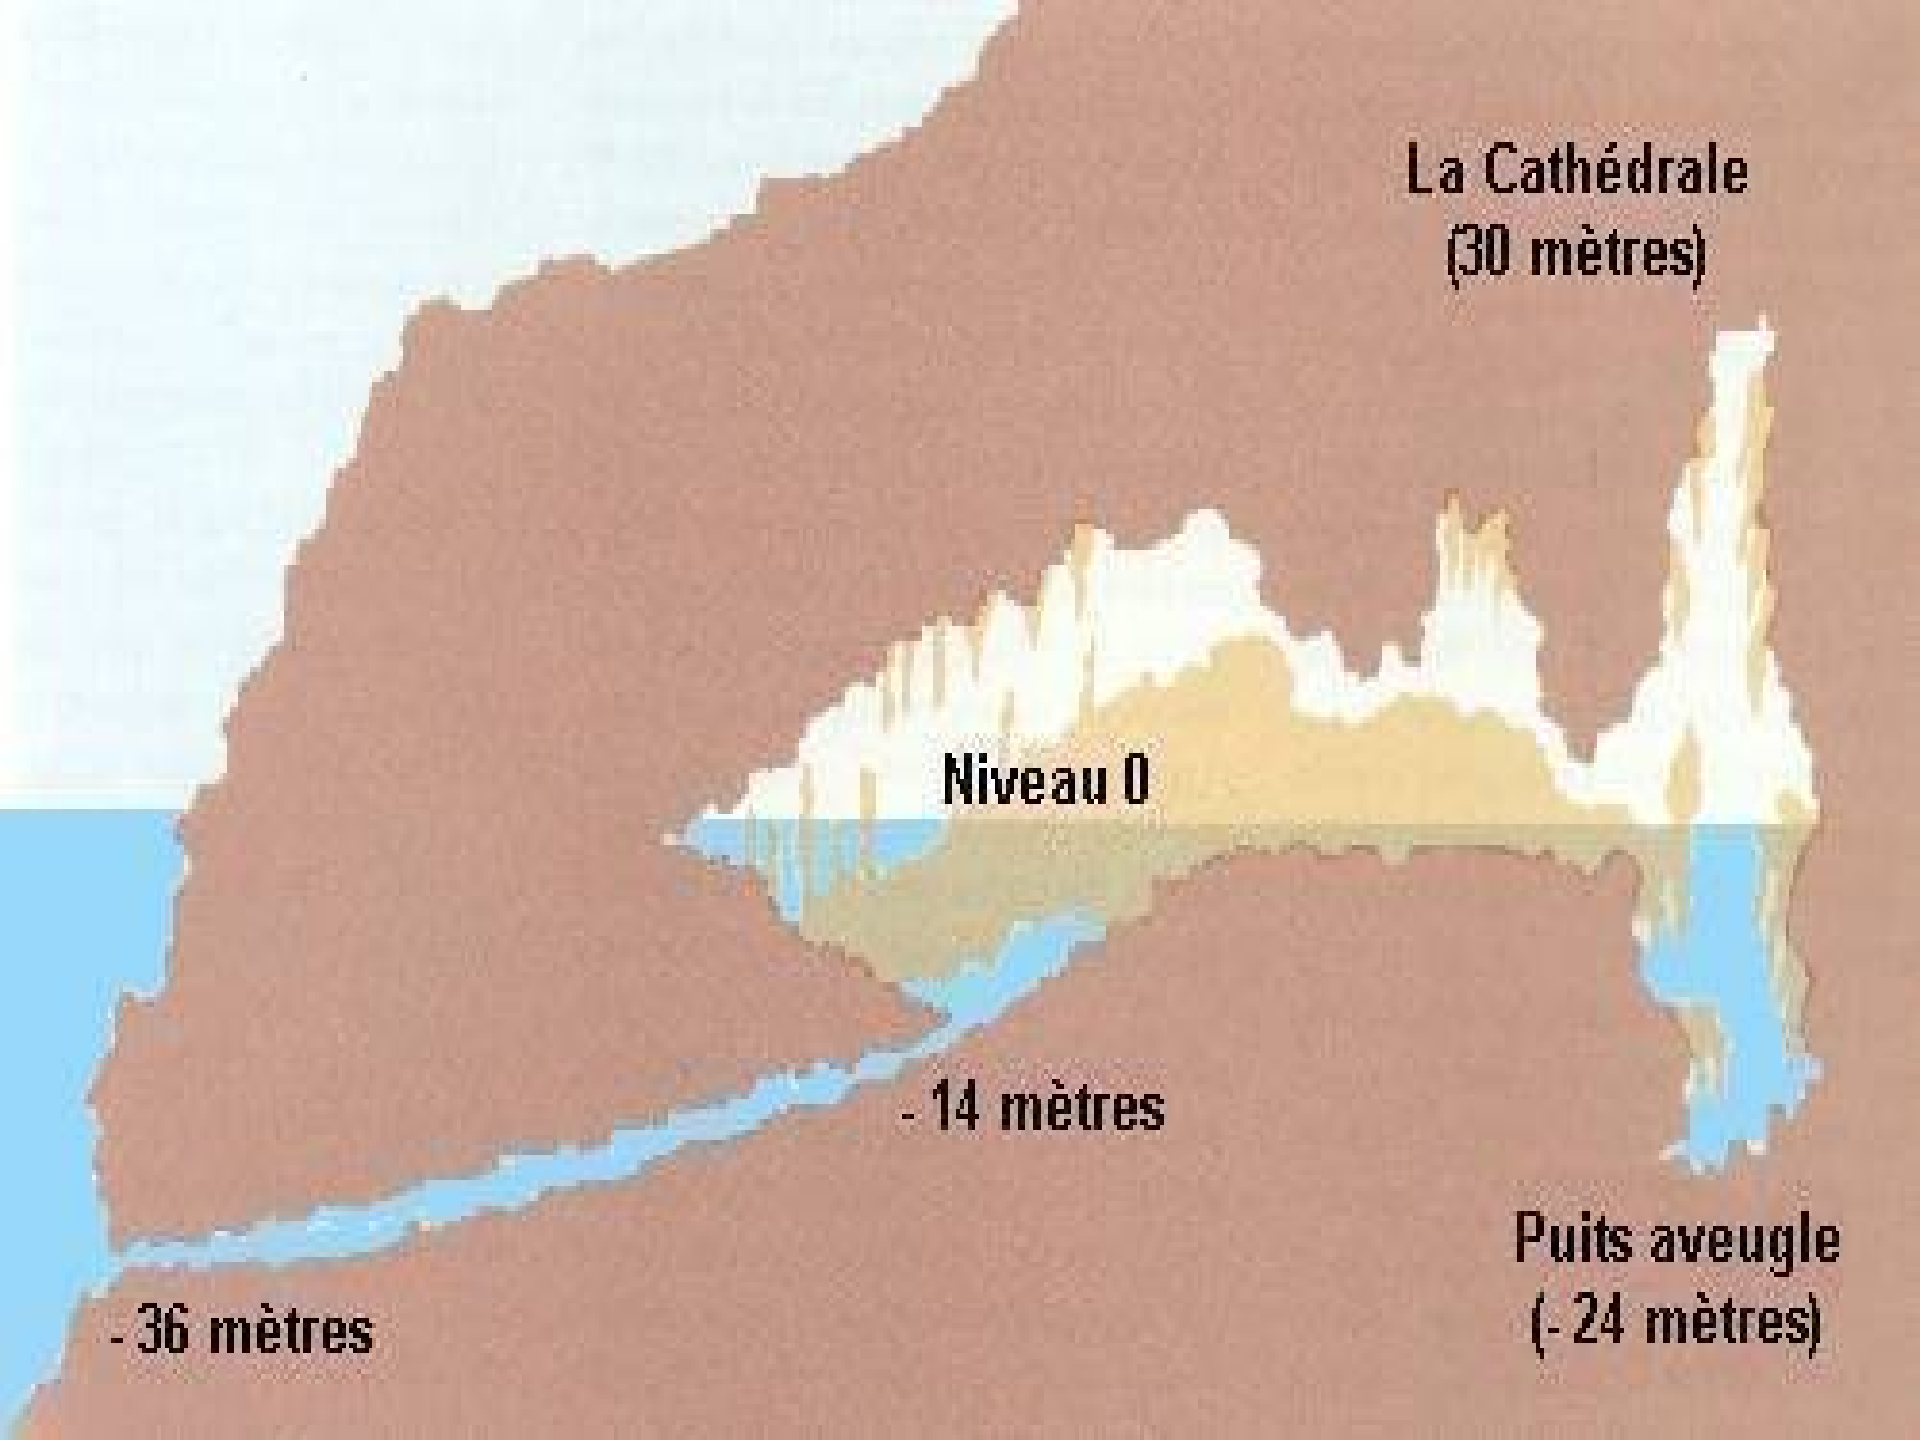 La Cathédrale
(30 mètres)
Niveau 0
- 14 mètres
Puits aveugle
(- 24 mètres)
- 36 mètres